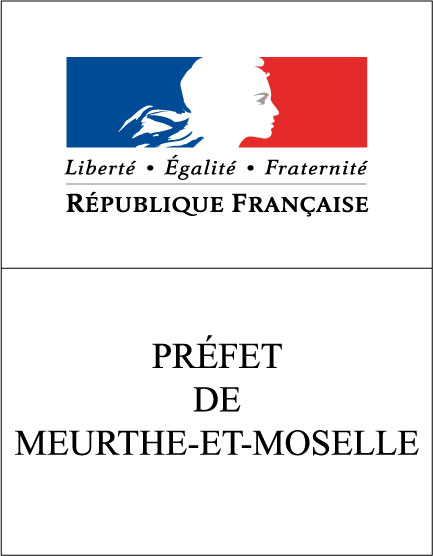 Liberté • Égalité • Fraternité
RÉPUBLIQUE FRANÇAISE
PRÉFET
DE
MEURTHE-ET-MOSELLE